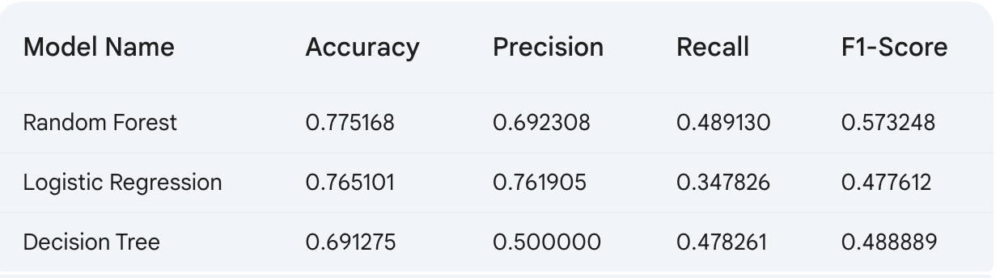 Model Name Accuracy Precision Recall F1-Score
Random Forest 0.775168 0.692308 0.489130 0.573248
Logistic Regression 0.765101 0.761905 0.347826 0.477612
Decision Tree 0.691275 0.500000 0.478261 0.488889